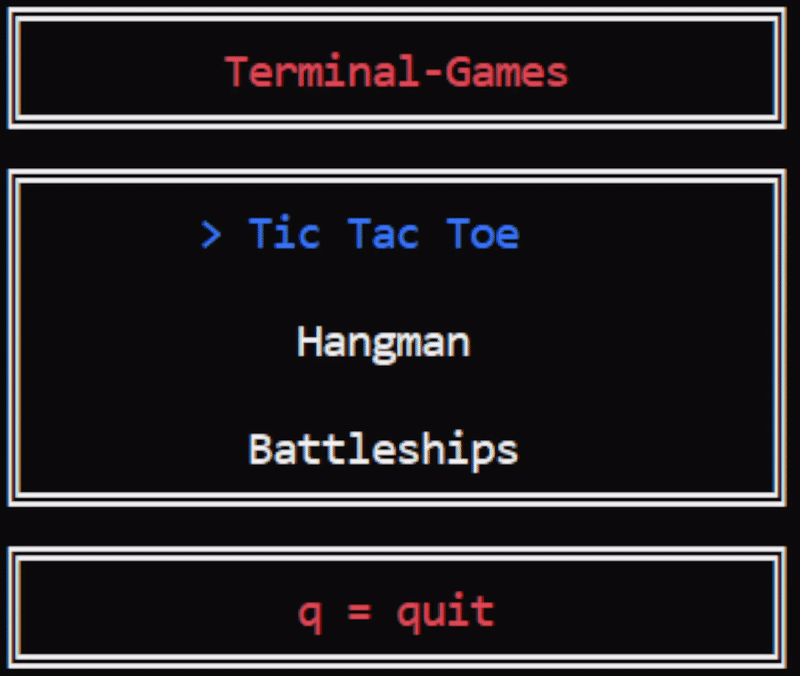 Terminal-Games
> Tic Tac Toe
Hangman
Battleships
q = quit